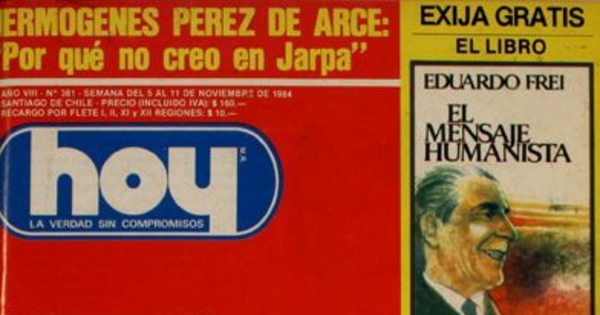 HERMOGENES PEREZ DE ARCE:
"Por qué no creo en Jarpa"
AÑO VIII - N° 381 - SEMANA DEL 5 AL 11 DE NOVIEMBRE DE 1984
SANTIAGO DE CHILE - PRECIO (INCLUIDO IVA): $ 160.—
RECARGO POR FLETE I, II, XI y XII REGIONES: $ 10.—
hoy
M.R.
LA VERDAD SIN COMPROMISOS
EXIJA GRATIS
EL LIBRO
EDUARDO FREI
EL
MENSAJE
HUMANISTA